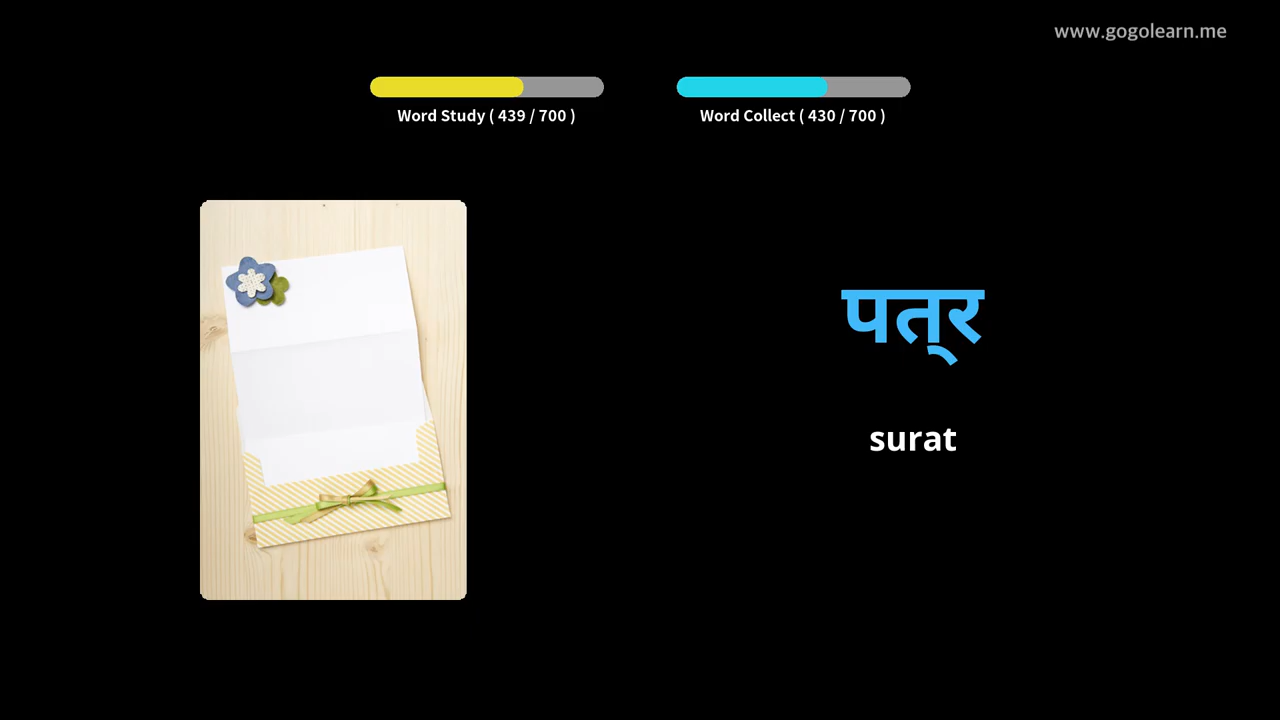 www.gogolearn.me
Word Study ( 439 / 700 )
Word Collect ( 430 / 700 )
पत्‌र
surat